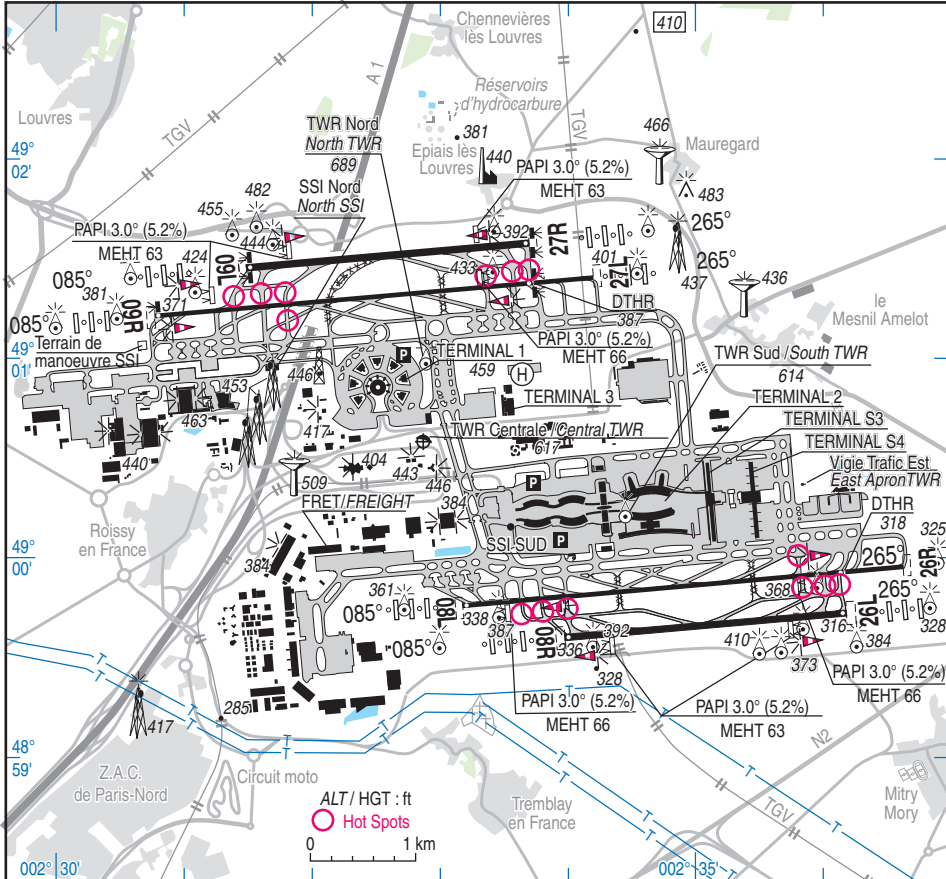 Chennevières
lès Louvres
410
A 1
TGV
Réservoirs
d'hydrocarbure
TGV
Louvres
TWR Nord
North TWR
689
381
Epiais lès
Louvres
440
466
Mauregard
49°
02'
SSI Nord
North SSI
PAPI 3.0° (5.2%)
MEHT 63
483
482
455
PAPI 3.0° (5.2%)
MEHT 63
444
392
27R
265°
424
085°
09L
433
401
27L
265°
437
436
381
371
DTHR
387
le
Mesnil Amelot
085°
09R
Terrain de
manoeuvre SSI
PAPI 3.0° (5.2%)
MEHT 66
49°
01'
P
TERMINAL 1
459
H
TWR Sud / South TWR
614
453
446
TERMINAL 3
TERMINAL 2
463
417
TWR Centrale/Central TWR
617
TERMINAL S3
TERMINAL S4
440
404
443
446
Vigie Trafic Est
East ApronTWR
509
FRET/FREIGHT
P
DTHR
318
Roissy
en France
384
384
SSI SUD
P
325
49°
00'
265°
26R
361
085°
08L
338
368
265°
26L
328
085°
387
08R
336
392
316
410
384
373
328
PAPI 3.0° (5.2%)
MEHT 66
PAPI 3.0° (5.2%)
MEHT 66
PAPI 3.0° (5.2%)
MEHT 63
417
285
T
T
T
T
T
T
T
T
N2
48°
59'
Z.A.C.
de Paris-Nord
Circuit moto
ALT / HGT : ft
Hot Spots
0
1 km
Tremblay
en France
TGV
Mitry
Mory
002° 30'
002° 35'